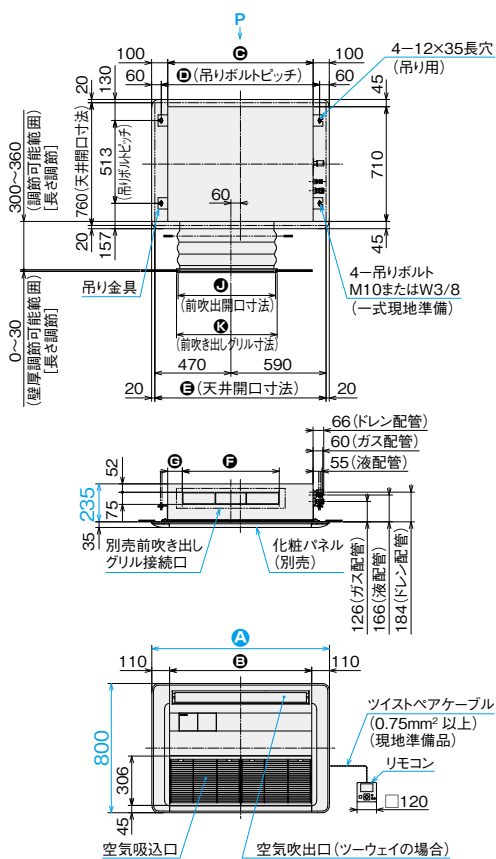 P
100
C
100
60
D(吊りボルトピッチ)
60
4−12×35長穴
(吊り用)
20
130
45
300〜360
(調節可能範囲)
[長さ調節]
760(天井開口寸法)
513
(吊りボルトピッチ)
710
60
20
157
45
吊り金具
4−吊りボルト
M10またはW3/8
(一式現地準備)
J
(前吹出開口寸法)
K
(前吹き出しグリル寸法)
0〜30
(壁厚調節可能範囲)
[長さ調節]
470
590
20
E(天井開口寸法)
20
66(ドレン配管)
60(ガス配管)
55(液配管)
52
G
F
235
75
35
別売前吹き出し
グリル接続口
化粧パネル
(別売)
126(ガス配管)
166(液配管)
184(ドレン配管)
A
110
B
110
800
306
45
ツイストペアケーブル
(0.75mm² 以上)
(現地準備品)
リモコン
□120
空気吸込口
空気吹出口(ツーウェイの場合)